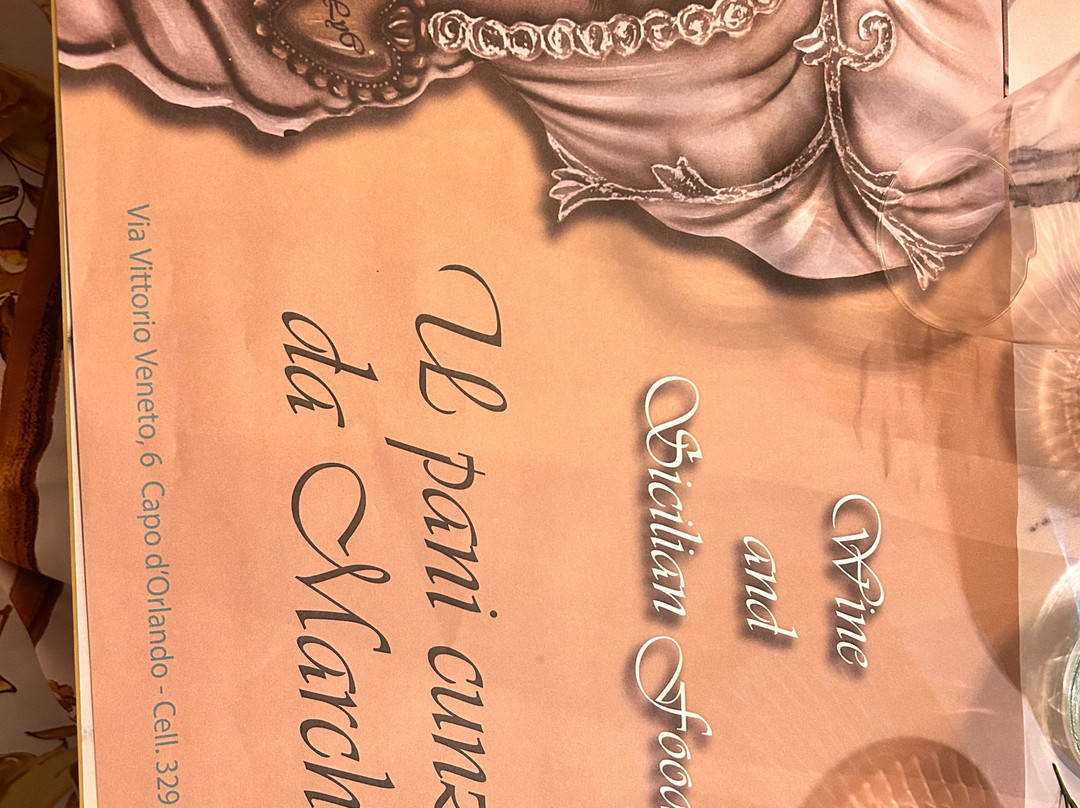 Wine
and
Sicilian Food
U pani cunz
da March
Via Vittorio Veneto, 6 Capo d'Orlando - Cell. 329